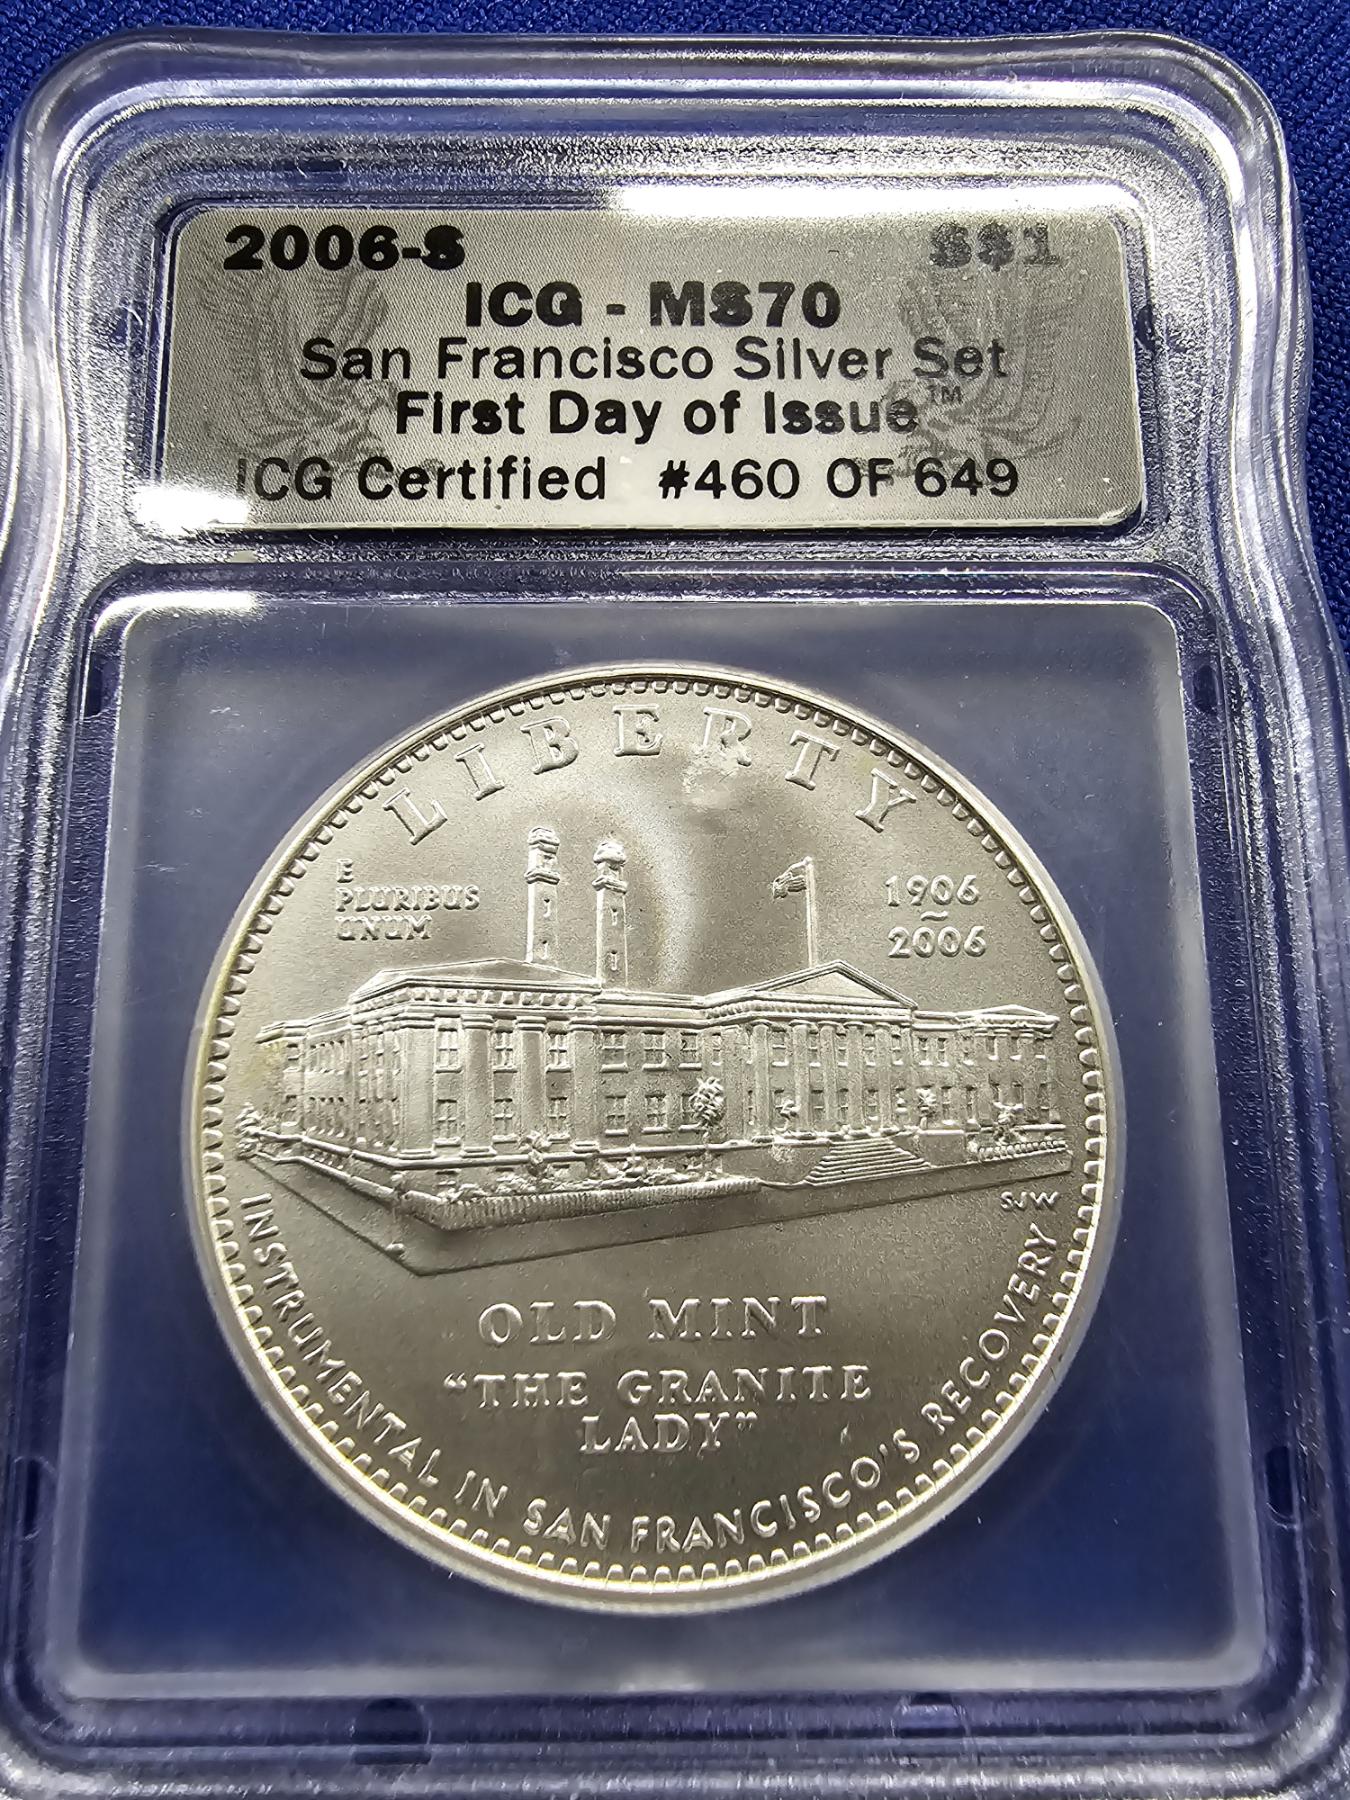 2006-S S$1
ICG - MS70
San Francisco Silver Set
First Day of Issue™
ICG Certified #460 OF 649
LIBERTY
E
PLURIBUS
UNUM
1906
~
2006
SJW
OLD MINT
"THE GRANITE
LADY"
INSTRUMENTAL IN SAN FRANCISCO'S RECOVERY